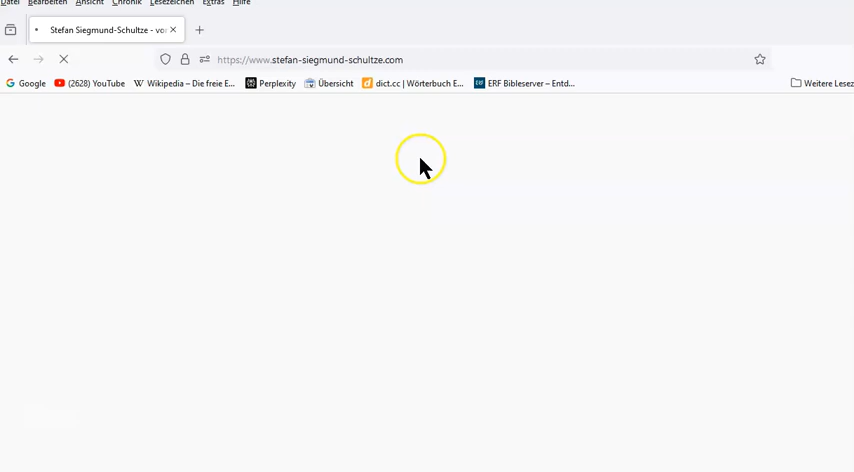 Datei Bearbeiten Ansicht Chronik Lesezeichen Extras Hilfe
Stefan Siegmund-Schultze - vor
https://www.stefan-siegmund-schultze.com
Google (2628) YouTube Wikipedia – Die freie E... Perplexity Übersicht dict.cc | Wörterbuch E... ERF Bibleserver – Entd... Weitere Lesez